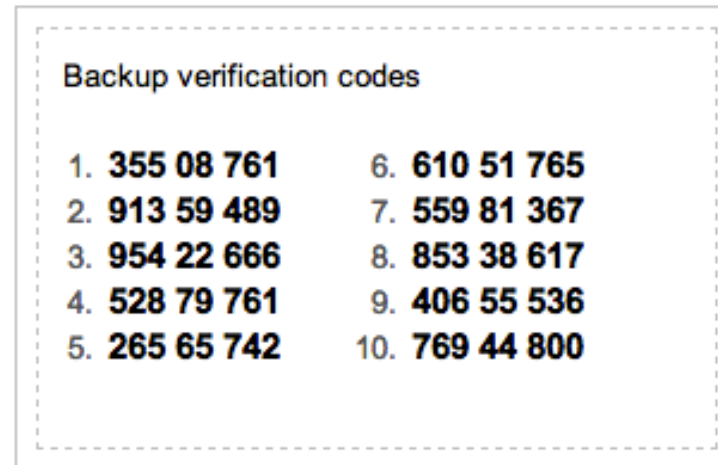 Backup verification codes
1. 355 08 761
2. 913 59 489
3. 954 22 666
4. 528 79 761
5. 265 65 742
6. 610 51 765
7. 559 81 367
8. 853 38 617
9. 406 55 536
10. 769 44 800